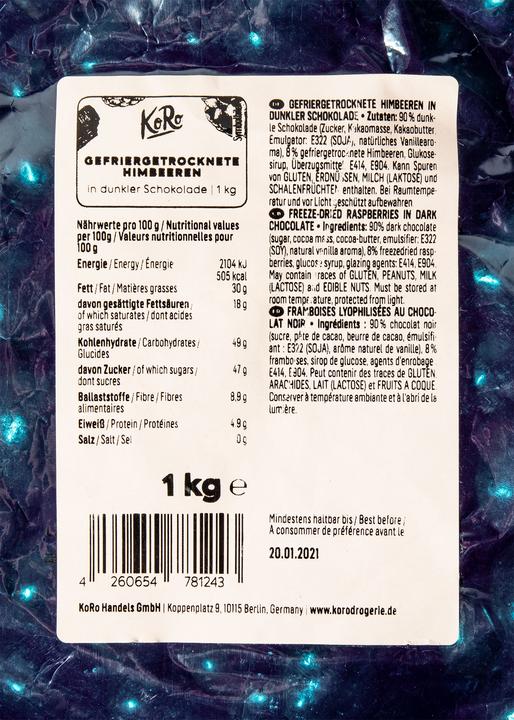 KoRo
GEFRIERGETROCKNETE
HIMBEEREN
in dunkler Schokolade | 1 kg
Nährwerte pro 100 g / Nutritional values
per 100g / Valeurs nutritionnelles pour
100 g
Energie / Energy / Énergie 2104 kJ
505 kcal
Fett / Fat / Matières grasses 30 g
davon gesättigte Fettsäuren / 18 g
of which saturates / dont acides
gras saturés
Kohlenhydrate / Carbohydrates / 49 g
Glucides
davon Zucker / of which sugars / 47 g
dont sucres
Ballaststoffe / Fibre / Fibres 8.9 g
alimentaires
Eiweiß / Protein / Protéines 4.9 g
Salz / Salt / Sel 0 g
1 kg e
4 260654 781243
KoRo Handels GmbH | Koppenplatz 9, 10115 Berlin, Germany | www.korodrogerie.de
DE GEFRIERGETROCKNETE HIMBEEREN IN
DUNKLER SCHOKOLADE • Zutaten: 90 % dunk-
le Schokolade (Zucker, Kakaomasse, Kakaobutter,
Emulgator: E322 (SOJA), natürliches Vanillearo-
ma), 8 % gefriergetrocknete Himbeeren, Glukose-
sirup, Überzugsmittel: E414, E904. Kann Spuren
von GLUTEN, ERDNÜSSEN, MILCH (LAKTOSE) und
SCHALENFRÜCHTEN enthalten. Bei Raumtempe-
ratur und vor Licht geschützt aufbewahren
FREEZE-DRIED RASPBERRIES IN DARK
CHOCOLATE • Ingredients: 90% dark chocolate
(sugar, cocoa mass, cocoa-butter, emulsifier: E322
(SOY), natural vanilla aroma), 8% freezedried rasp-
berries, glucose syrup, glazing agents: E414, E904.
May contain traces of GLUTEN, PEANUTS, MILK
(LACTOSE) and EDIBLE NUTS. Must be stored at
room temperature, protected from light.
FR FRAMBOISES LYOPHILISÉES AU CHOCO-
LAT NOIR • Ingrédients : 90 % chocolat noir
(sucre, pâte de cacao, beurre de cacao, émulsifi-
ant : E322 (SOJA), arôme naturel de vanille), 8 %
framboises, sirop de glucose, agents d'enrobage :
E414, E904. Peut contenir des traces de GLUTEN,
ARACHIDES, LAIT (LACTOSE) et FRUITS A COQUE.
Conserver à température ambiante et à l'abri de la
lumière.
Mindestens haltbar bis / Best before /
A consommer de préférence avant le
20.01.2021